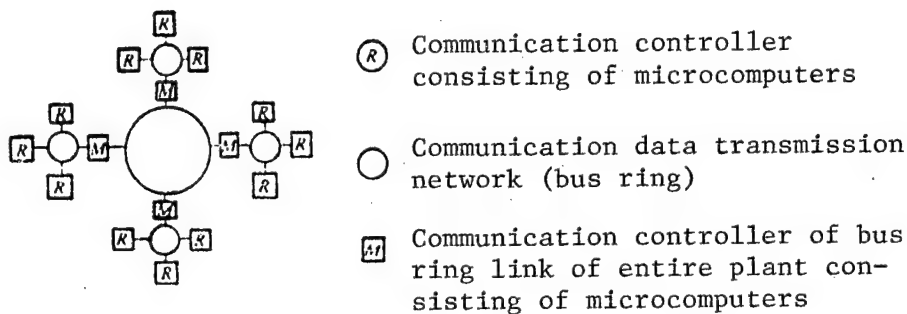 R
R R
M
R R
R M M R
R R
M
R R
R
R Communication controller
consisting of microcomputers
Communication data transmission
network (bus ring)
M Communication controller of bus
ring link of entire plant con-
sisting of microcomputers